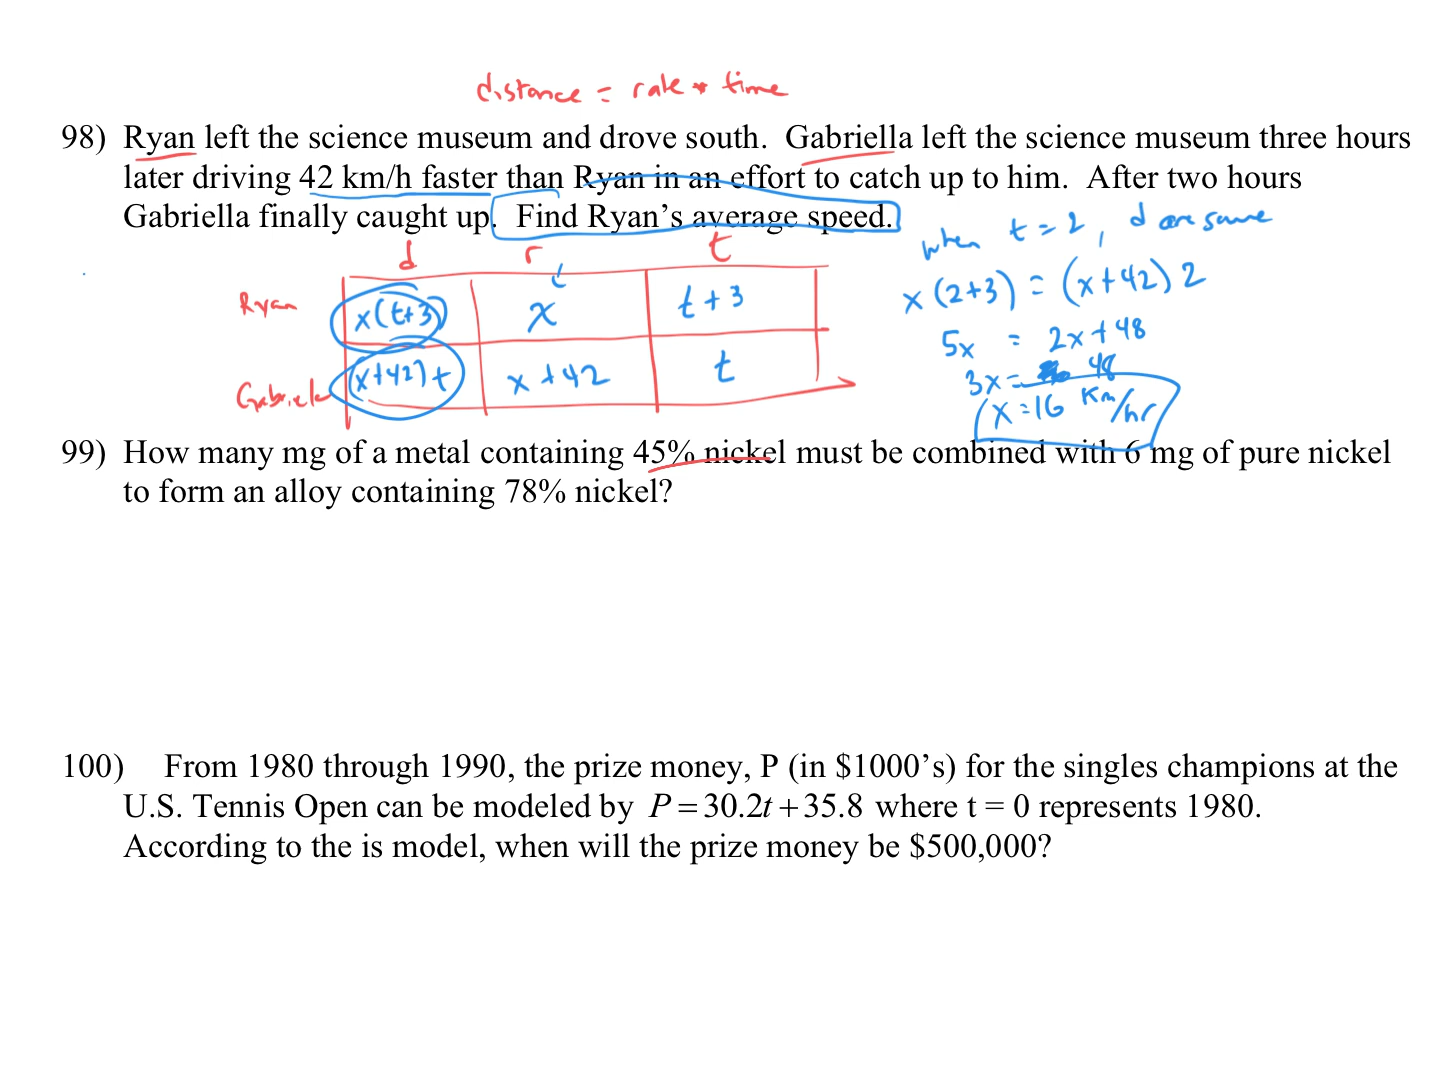 distance = rate * time
98) Ryan left the science museum and drove south. Gabriella left the science museum three hours
later driving 42 km/h faster than Ryan in an effort to catch up to him. After two hours
Gabriella finally caught up. Find Ryan's average speed.
when t = 2, d are same
d r t
Ryan x(t+3) x t+3
x(2+3) = (x+42)2
5x = 2x+48
Gabriela (x+42)t x+42 t
3x = 48
x=16 Km/hr
99) How many mg of a metal containing 45% nickel must be combined with 6 mg of pure nickel
to form an alloy containing 78% nickel?
100) From 1980 through 1990, the prize money, P (in $1000's) for the singles champions at the
U.S. Tennis Open can be modeled by P = 30.2t + 35.8 where t = 0 represents 1980.
According to the is model, when will the prize money be $500,000?